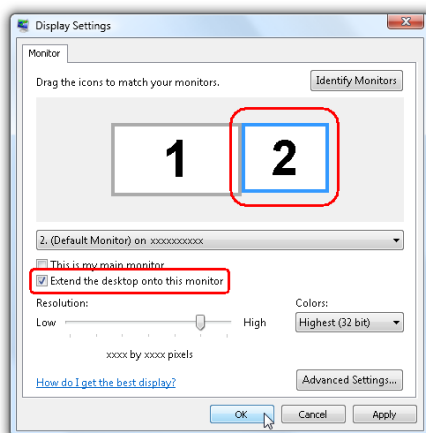 Display Settings
Monitor
Drag the icons to match your monitors.
Identify Monitors
1
2
2. (Default Monitor) on xxxxxxxxxx
This is my main monitor
Extend the desktop onto this monitor
Resolution:
Colors:
Low
High
Highest (32 bit)
xxxx by xxxx pixels
How do I get the best display?
Advanced Settings...
OK
Cancel
Apply